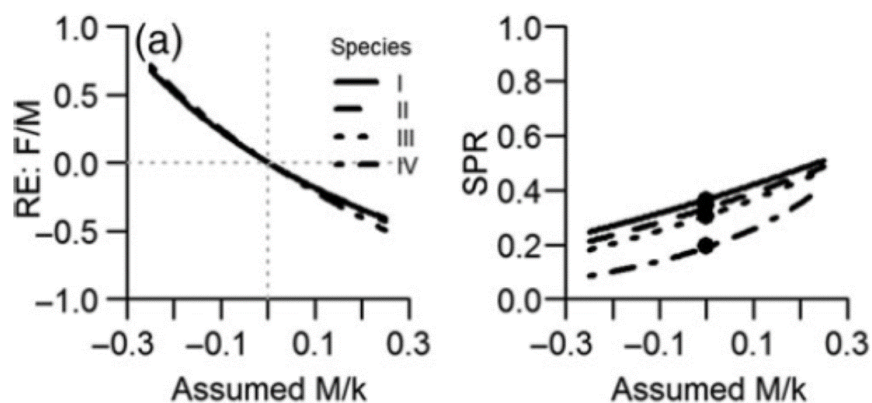 (a)
RE: F/M
1.0
0.5
0.0
−0.5
−1.0
−0.3
−0.1
0.1
0.3
Assumed M/k
Species
I
II
III
IV
SPR
1.0
0.8
0.6
0.4
0.2
0.0
−0.3
−0.1
0.1
0.3
Assumed M/k